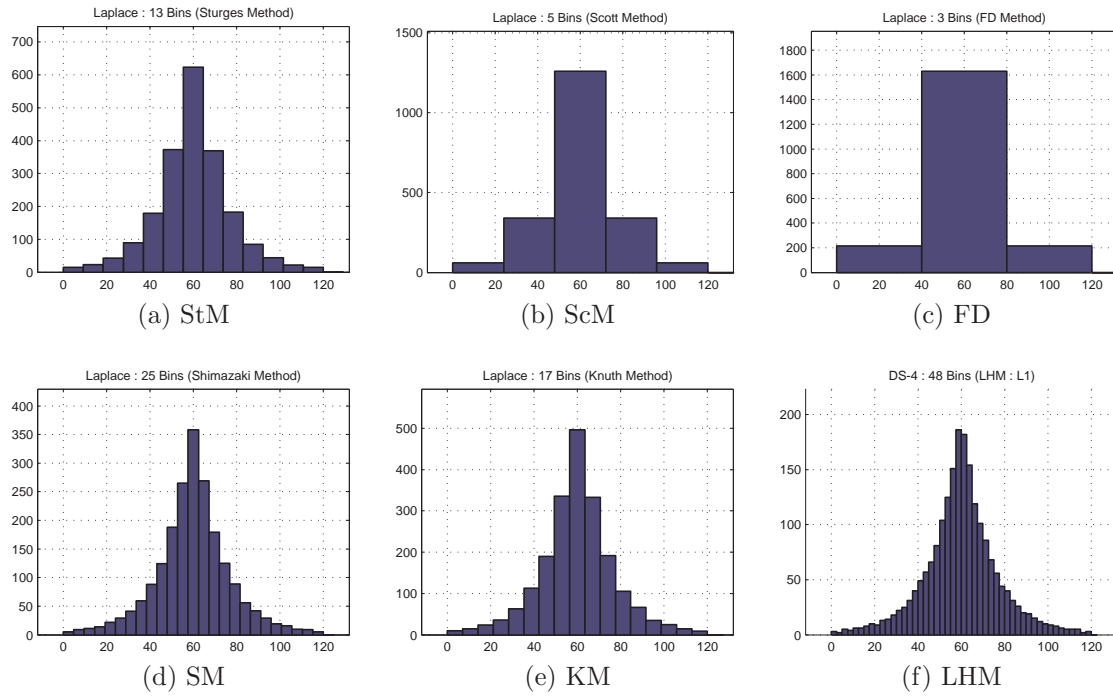 Laplace : 13 Bins (Sturges Method)
700
600
500
400
300
200
100
0
0 20 40 60 80 100 120
(a) StM
Laplace : 5 Bins (Scott Method)
1500
1000
500
0
0 20 40 60 80 100 120
(b) ScM
Laplace : 3 Bins (FD Method)
1800
1600
1400
1200
1000
800
600
400
200
0
0 20 40 60 80 100 120
(c) FD
Laplace : 25 Bins (Shimazaki Method)
400
350
300
250
200
150
100
50
0
0 20 40 60 80 100 120
(d) SM
Laplace : 17 Bins (Knuth Method)
500
400
300
200
100
0
0 20 40 60 80 100 120
(e) KM
DS-4 : 48 Bins (LHM : L1)
200
150
100
50
0
0 20 40 60 80 100 120
(f) LHM